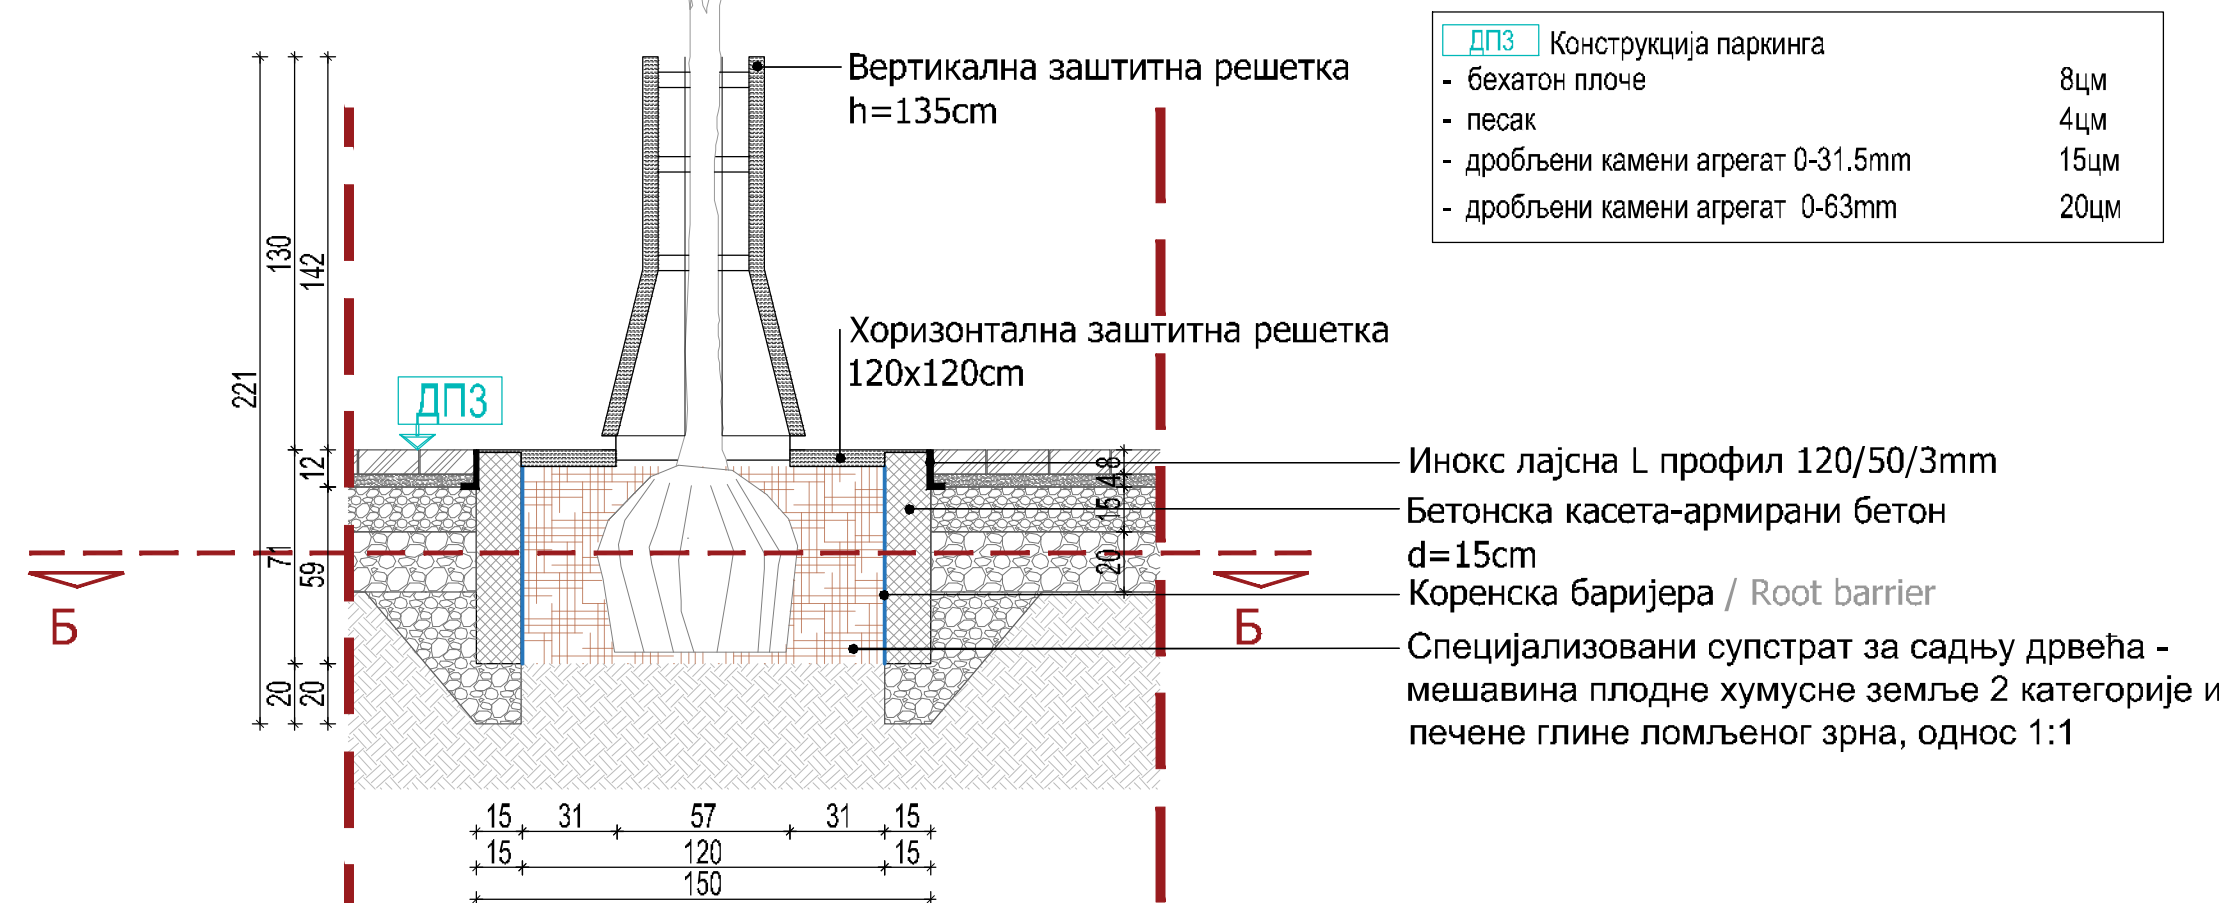 ДП3 Конструкција паркинга
- бехатон плоче 8цм
- песак 4цм
- дробљени камени агрегат 0-31.5mm 15цм
- дробљени камени агрегат 0-63mm 20цм
Вертикална заштитна решетка
h=135cm
Хоризонтална заштитна решетка
120x120cm
ДП3
Инокс лајсна L профил 120/50/3mm
Бетонска касета-армирани бетон
d=15cm
Коренска баријера / Root barrier
Специјализовани супстрат за садњу дрвећа -
мешавина плодне хумусне земље 2 категорије и
печене глине ломљеног зрна, однос 1:1
221
130
71
20
142
12
59
20
8
4
15
20
Б
Б
15 31 57 31 15
15 120 15
150